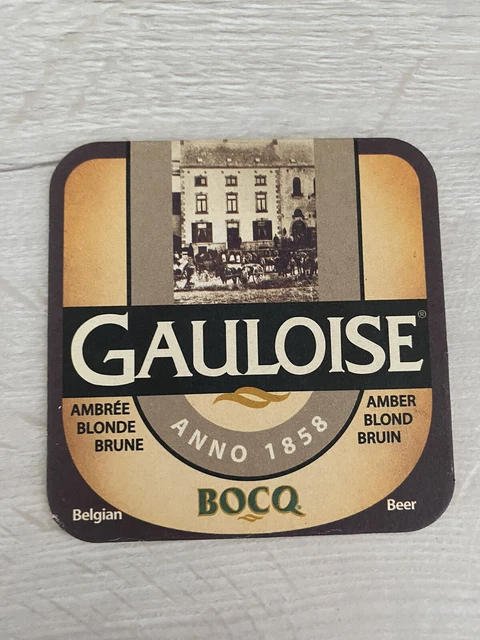 GAULOISE®
AMBRÉE
BLONDE
BRUNE
AMBER
BLOND
BRUIN
ANNO 1858
BOCQ
Belgian
Beer